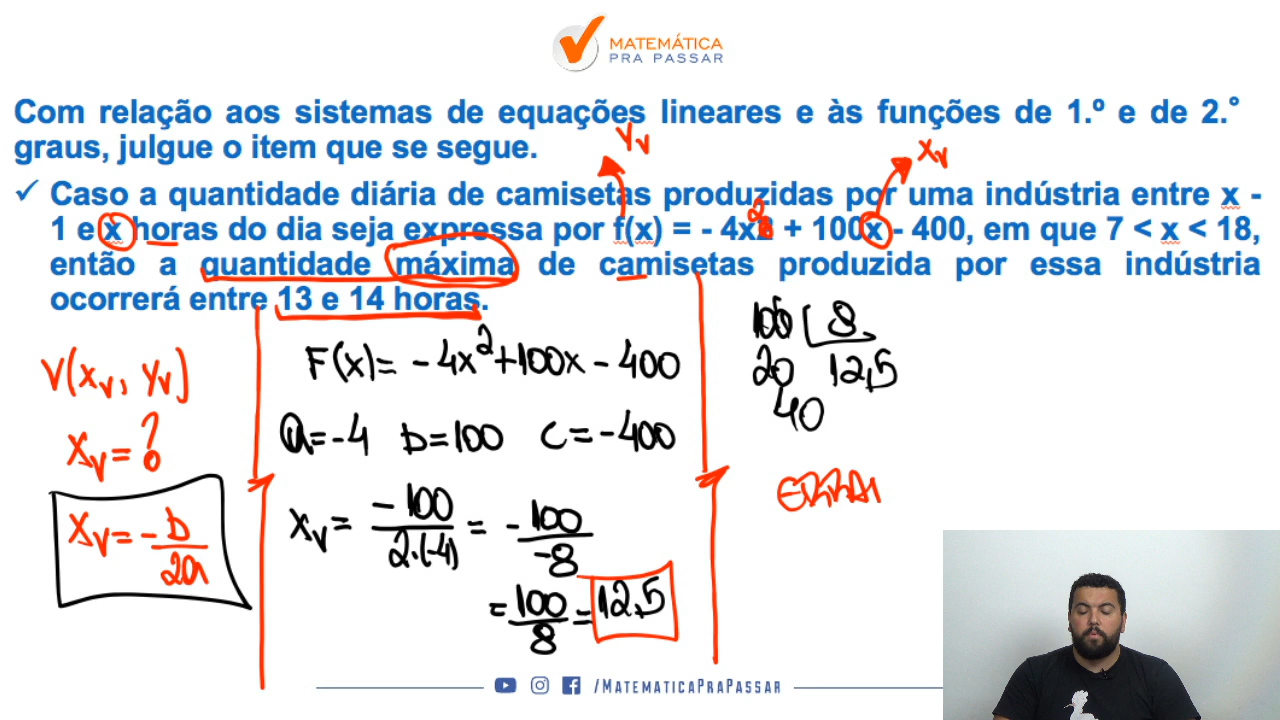 MATEMÁTICA
PRA PASSAR
Com relação aos sistemas de equações lineares e às funções de 1.º e de 2.°
graus, julgue o item que se segue.
✓ Caso a quantidade diária de camisetas produzidas por uma indústria entre x -
1 e x horas do dia seja expressa por f(x) = - 4x2 + 100x - 400, em que 7 < x < 18,
então a quantidade máxima de camisetas produzida por essa indústria
ocorrerá entre 13 e 14 horas.
Yv
Xv
2
V(Xv, Yv)
Xv = ?
Xv = -b/2a
F(x) = -4x²+100x-400
a=-4 b=100 c=-400
Xv = -100/2.(-4) = -100/-8
= 100/8 = 12,5
100 | 8
20 12,5
40
/MatematicaPraPassar